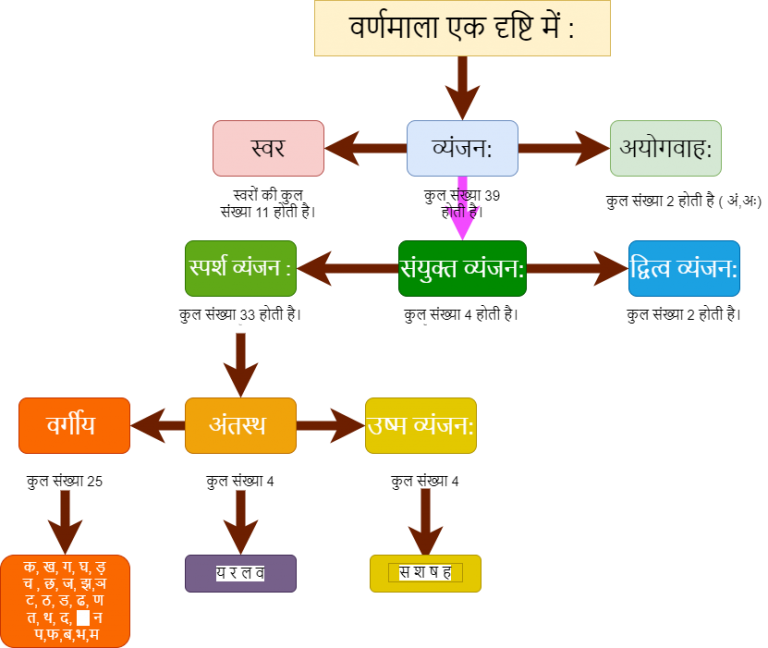 वर्णमाला एक दृष्टि में :
स्वर
व्यंजन:
अयोगवाह:
स्वरों की कुल
संख्या 11 होती है।
कुल संख्या 39
होती है।
कुल संख्या 2 होती है ( अं,अः)
स्पर्श व्यंजन :
संयुक्त व्यंजन:
द्वित्व व्यंजन:
कुल संख्या 33 होती है।
कुल संख्या 4 होती है।
कुल संख्या 2 होती है।
वर्गीय
अंतस्थ
उष्म व्यंजन:
कुल संख्या 25
कुल संख्या 4
कुल संख्या 4
क, ख, ग, घ, ड़
च , छ, ज, झ,ञ
ट, ठ, ड, ढ, ण
त, थ, द, न
प,फ,ब,भ,म
य र ल व
स श ष ह